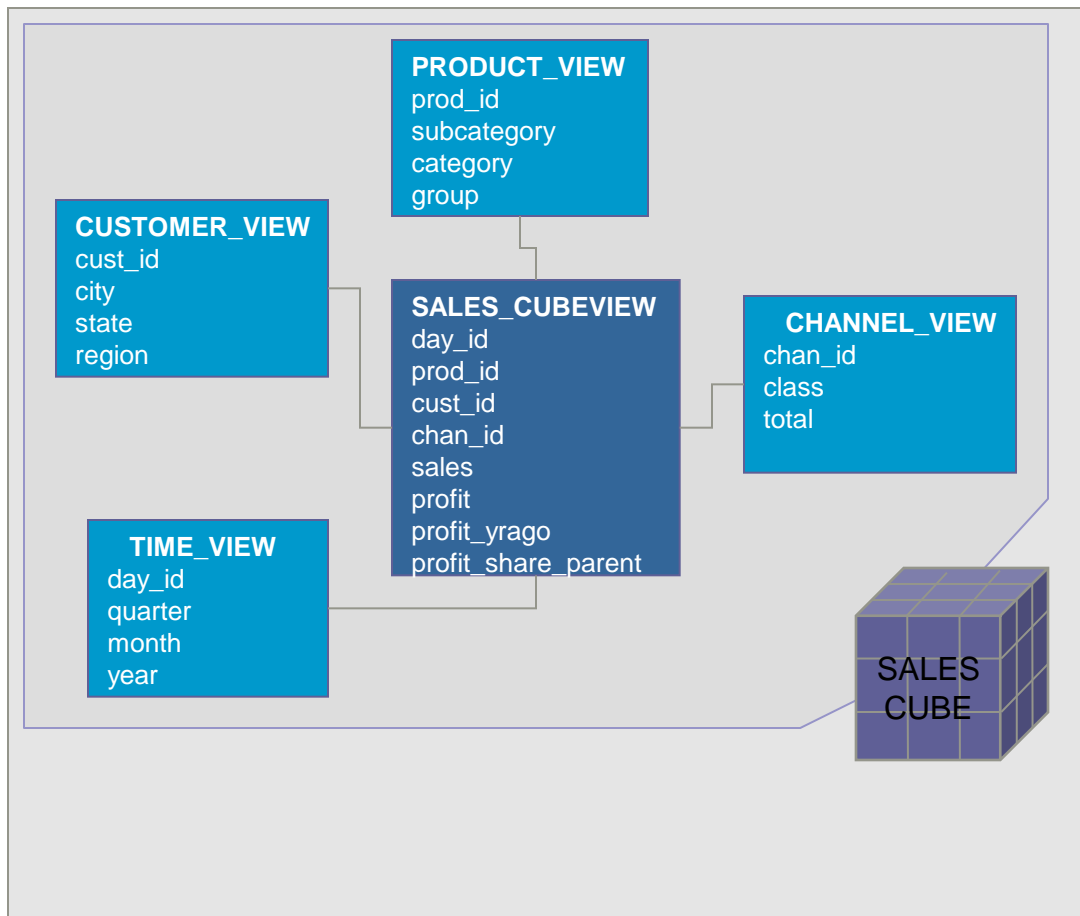 PRODUCT_VIEW
prod_id
subcategory
category
group
CUSTOMER_VIEW
cust_id
city
state
region
SALES_CUBEVIEW
day_id
prod_id
cust_id
chan_id
sales
profit
profit_yrago
profit_share_parent
CHANNEL_VIEW
chan_id
class
total
TIME_VIEW
day_id
quarter
month
year
SALES
CUBE